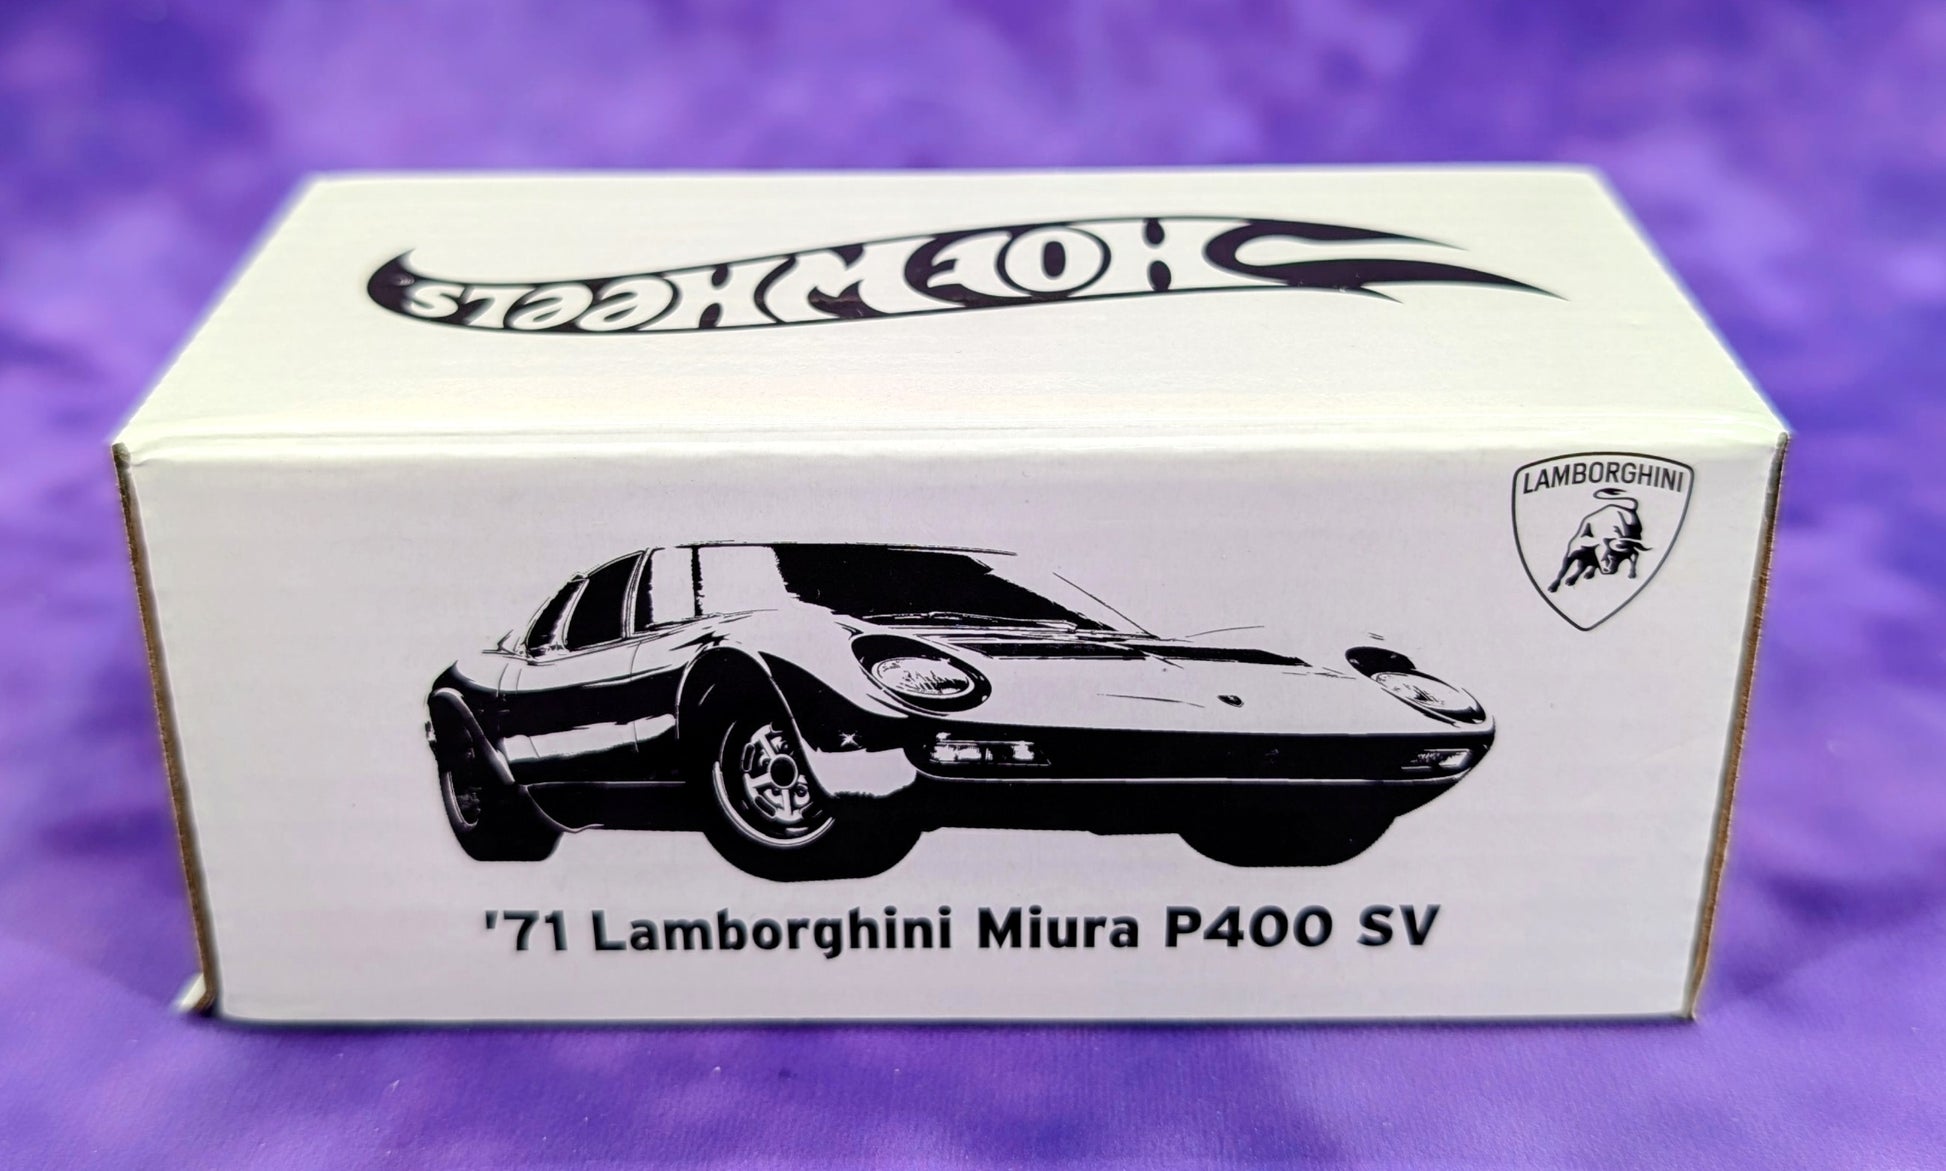 HOT WHEELS
LAMBORGHINI
'71 Lamborghini Miura P400 SV